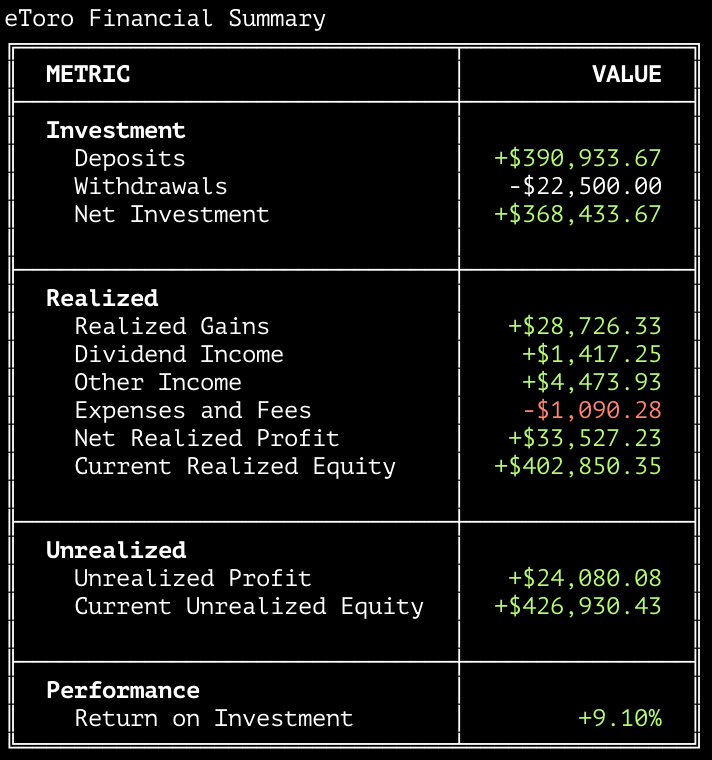 eToro Financial Summary
METRIC VALUE
Investment
Deposits +$390,933.67
Withdrawals -$22,500.00
Net Investment +$368,433.67
Realized
Realized Gains +$28,726.33
Dividend Income +$1,417.25
Other Income +$4,473.93
Expenses and Fees -$1,090.28
Net Realized Profit +$33,527.23
Current Realized Equity +$402,850.35
Unrealized
Unrealized Profit +$24,080.08
Current Unrealized Equity +$426,930.43
Performance
Return on Investment +9.10%